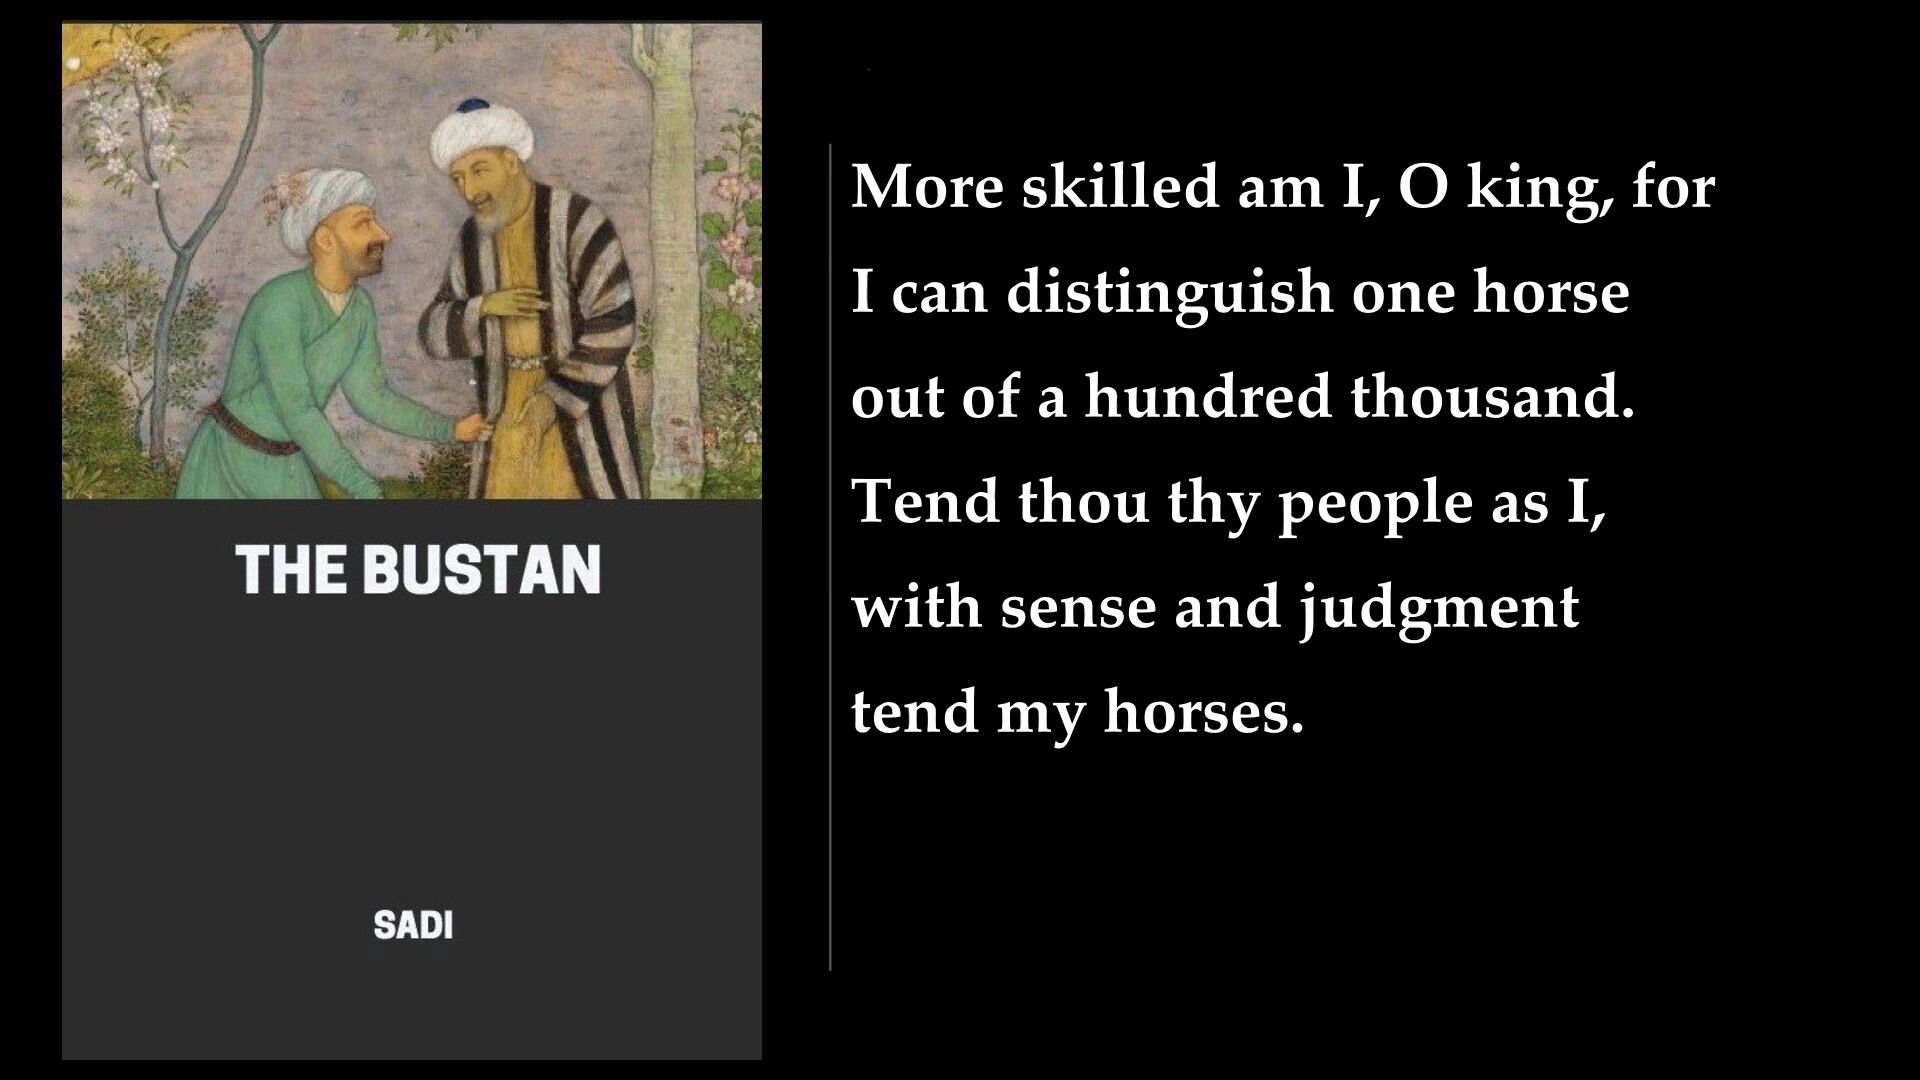 THE BUSTAN
SADI
More skilled am I, O king, for
I can distinguish one horse
out of a hundred thousand.
Tend thou thy people as I,
with sense and judgment
tend my horses.